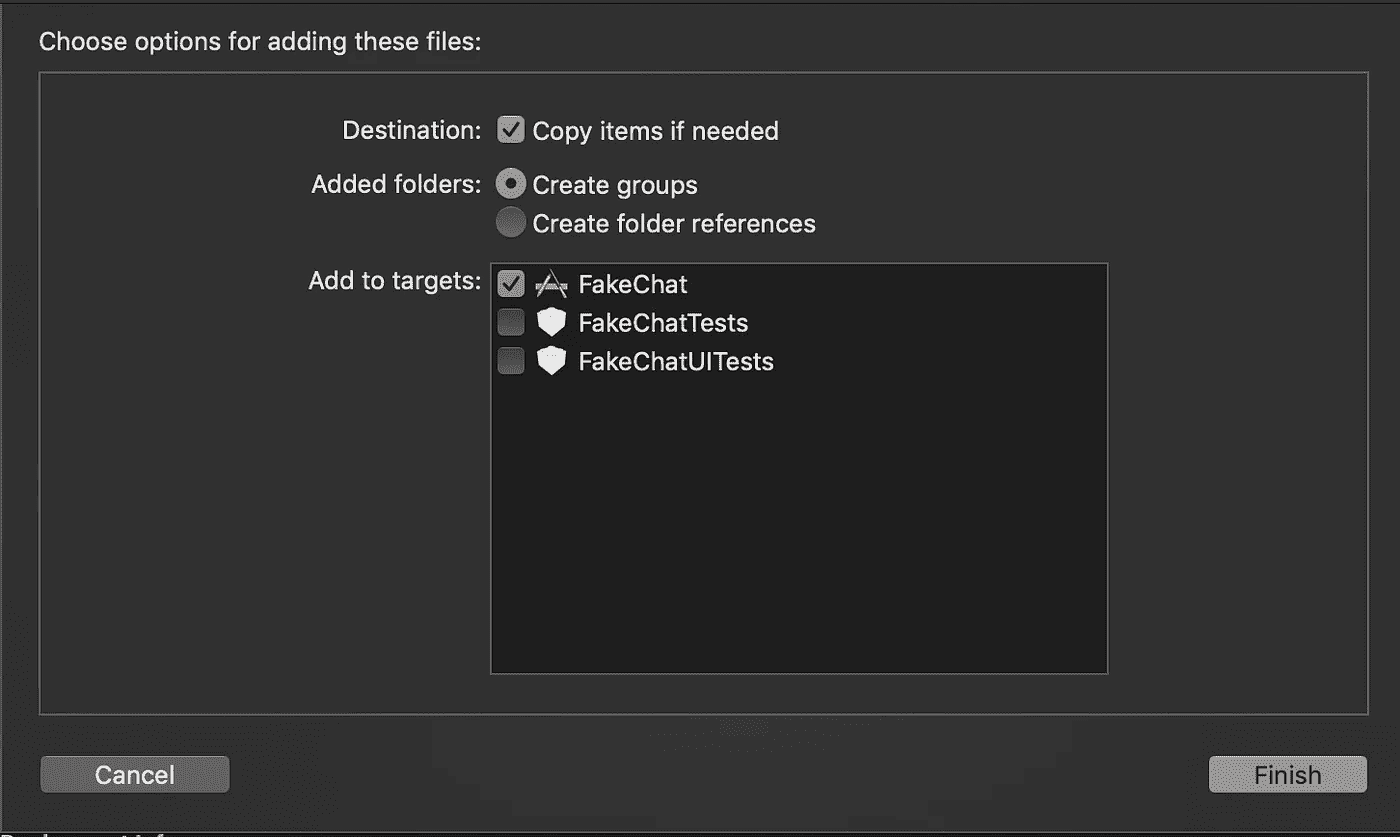 Choose options for adding these files:
Destination: Copy items if needed
Added folders: Create groups
Create folder references
Add to targets: FakeChat
FakeChatTests
FakeChatUITests
Cancel Finish